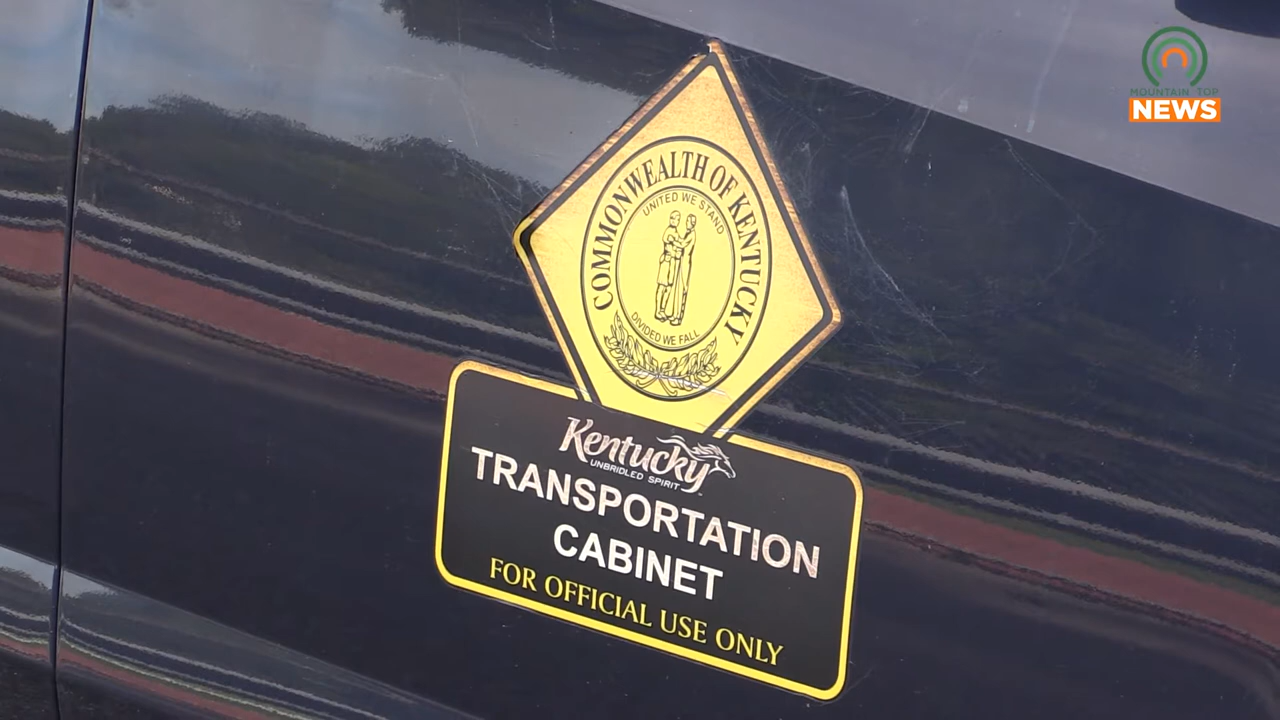 MOUNTAIN TOP
NEWS
COMMONWEALTH OF KENTUCKY
UNITED WE STAND
DIVIDED WE FALL
Kentucky
UNBRIDLED SPIRIT
TRANSPORTATION
CABINET
FOR OFFICIAL USE ONLY